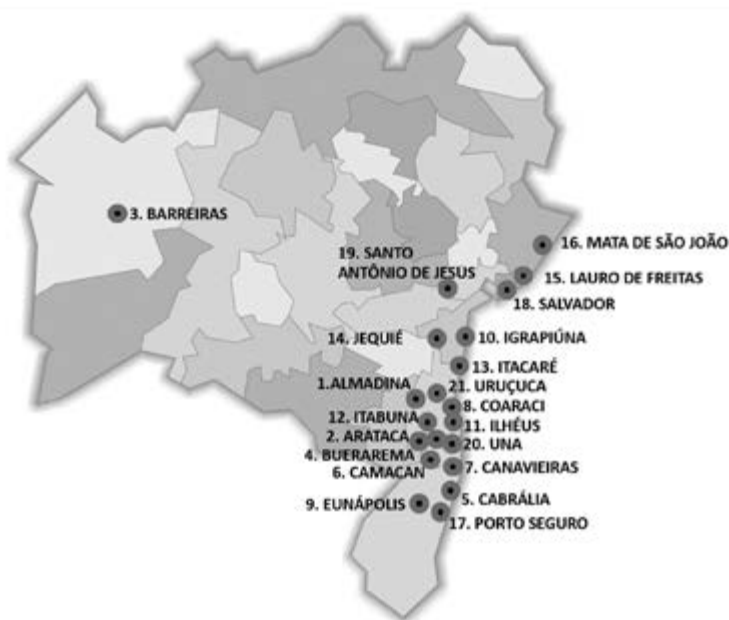 3. BARREIRAS
19. SANTO
ANTÔNIO DE JESUS
16. MATA DE SÃO JOÃO
15. LAURO DE FREITAS
18. SALVADOR
14. JEQUIÉ
10. IGRAPIÚNA
13. ITACARÉ
1.ALMADINA
21. URUÇUCA
8. COARACI
12. ITABUNA
11. ILHÉUS
2. ARATACA
20. UNA
4. BUERAREMA
6. CAMACAN
7. CANAVIEIRAS
9. EUNÁPOLIS
5. CABRÁLIA
17. PORTO SEGURO